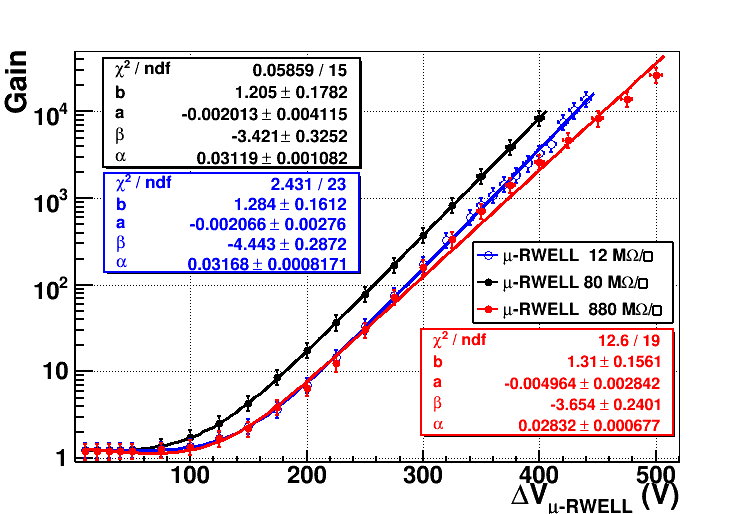 Gain
10⁴
10³
10²
10
1
χ² / ndf 0.05859 / 15
b 1.205 ± 0.1782
a -0.002013 ± 0.004115
β -3.421 ± 0.3252
α 0.03119 ± 0.001082
χ² / ndf 2.431 / 23
b 1.284 ± 0.1612
a -0.002066 ± 0.00276
β -4.443 ± 0.2872
α 0.03168 ± 0.0008171
μ-RWELL 12 MΩ/□
μ-RWELL 80 MΩ/□
μ-RWELL 880 MΩ/□
χ² / ndf 12.6 / 19
b 1.31 ± 0.1561
a -0.004964 ± 0.002842
β -3.654 ± 0.2401
α 0.02832 ± 0.000677
100 200 300 400 500
ΔV μ-RWELL (V)